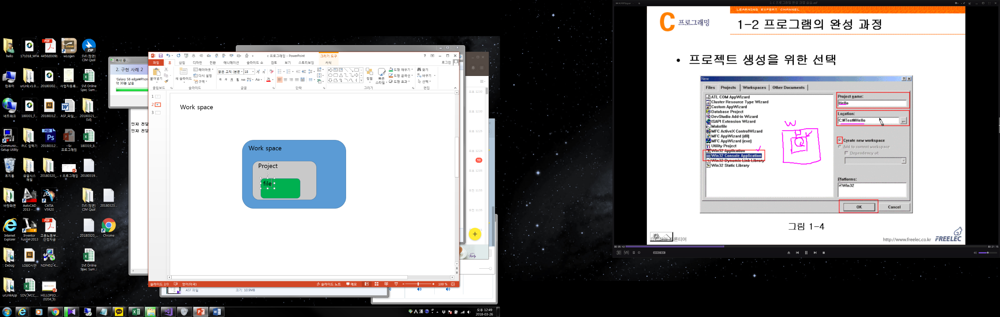 hello
171018_WFA
4456(0309)
wLogen
SVI (정면)
CIM Qual
컴퓨터
urLink.v1.0....
20180302...
사업자등록...
SVI Online
Spec Sum...
네트워크
180301_F...
20180312...
ASF_파일_...
20180321_...
SVI)
Communic...
Setup Utility
PLC 입력기
20180312...
~$c
프로그래밍
180319_B...
휴지통
유알시스
메일
20180320_...
c 프로그래밍
20180319...
바탕화면
AutoCAD
2013 - ...
CATIA
V5R20
SVI (정면)
CIM Qual
20180323...
Internet
Explorer
Inventor
Fusion 2013
고용노동부...
안정자금
20180320_...
Chrome
Debug
LOGO시안
NDP452-K...
SVI Online
Spec Sum...
urLinkApp
SDV_MCC_...
HELLOPEO...
(0204_3)
복사 중...
2. 구현 사례 2
약 30분 남음
인자 전달
인자 전달
c 프로그래밍 - PowerPoint
그리기 도구
파일
홈
삽입
디자인
전환
애니메이션
슬라이드 쇼
검토
보기
스토리보딩
서식
로그인
붙여넣기
새 슬라이드
레이아웃
다시 설정
구역
맑은 고딕 (본문
18
정렬
빠른
스타일
도형 채우기
도형 윤곽선
도형 효과
찾기
바꾸기
선택
클립보드
슬라이드
글꼴
단락
그리기
편집
1
2
3
Work space
Work space
Project
file
슬라이드 2/3
영어(미국)
슬라이드 노트
메모
100 %
ASF 파일
크기: 10.9MB
오후 12:30
오후 12:30
오후 12:25
오후 12:24
10
오후 12:05
오전 11:55
오전 11:35
오후 12:49
2018-03-26
KMPlayer
2. C 프로그래밍 완성 과정 실습.asf
LEARNING EXPERT CHANNEL
C 프로그래밍
1-2 프로그램의 완성 과정
• 프로젝트 생성을 위한 선택
New
Files
Projects
Workspaces
Other Documents
ATL COM AppWizard
Cluster Resource Type Wizard
Custom AppWizard
Database Project
DevStudio Add-in Wizard
ISAPI Extension Wizard
Makefile
MFC ActiveX ControlWizard
MFC AppWizard (dll)
MFC AppWizard (exe)
Utility Project
Win32 Application
Win32 Console Application
Win32 Dynamic-Link Library
Win32 Static Library
W
Project name:
Hello
Location:
C:₩Test₩Hello
Create new workspace
Add to current workspace
Dependency of:
Platforms:
Win32
OK
Cancel
그림 1-4
http://www.freelec.co.kr
FREELEC
00:05:43
00:21:15